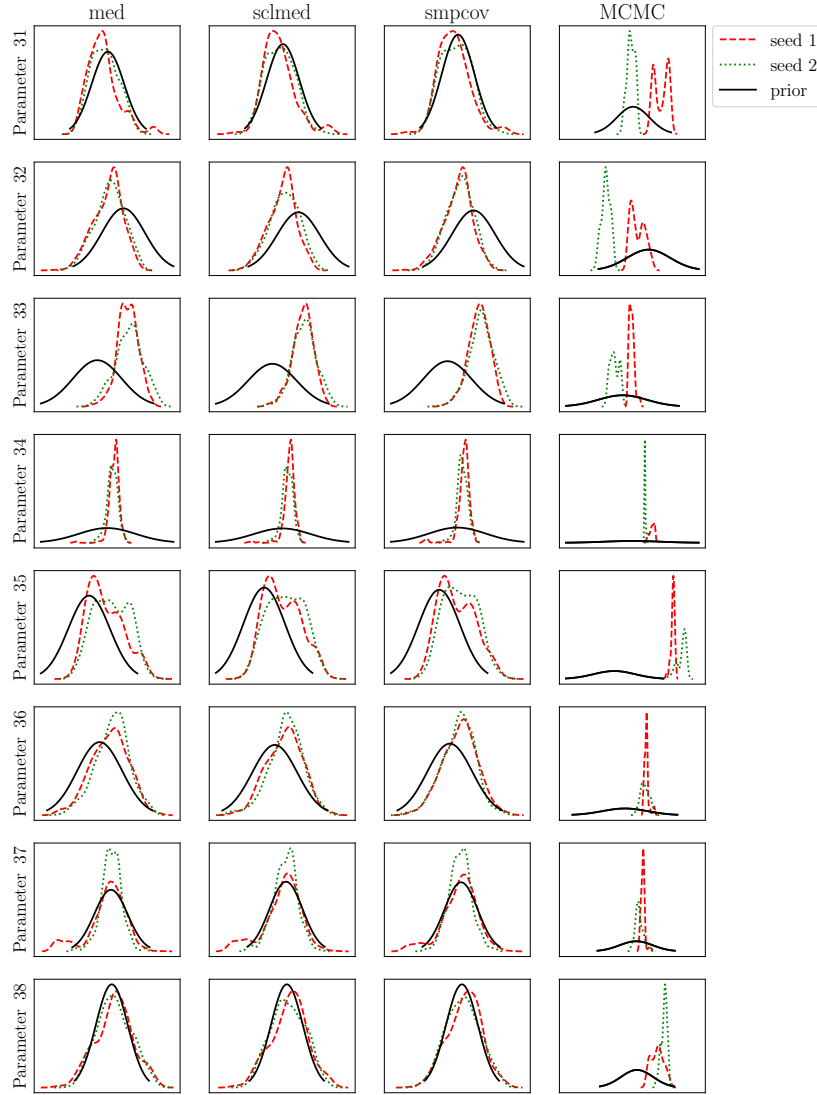 med sclmed smpcov MCMC
seed 1
seed 2
prior
Parameter 31
Parameter 32
Parameter 33
Parameter 34
Parameter 35
Parameter 36
Parameter 37
Parameter 38